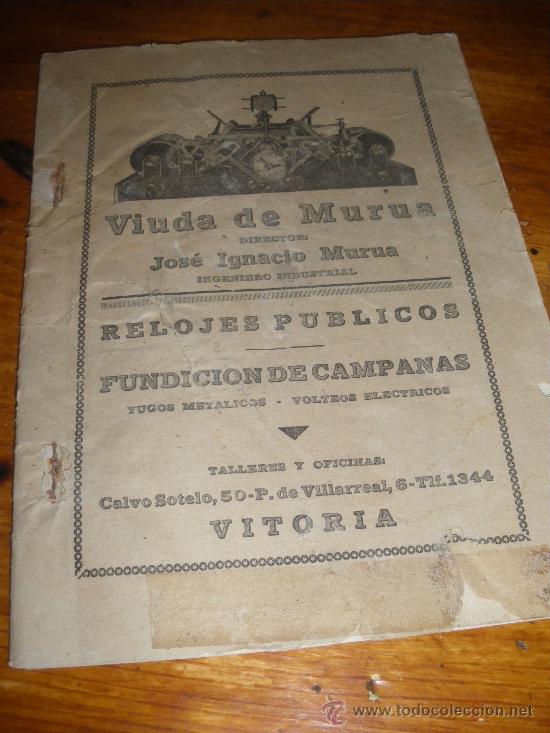 Viuda de Murua
DIRECTOR:
José Ignacio Murua
INGENIERO INDUSTRIAL
RELOJES PUBLICOS
FUNDICION DE CAMPANAS
YUGOS METALICOS - VOLTEOS ELECTRICOS
TALLERES Y OFICINAS:
Calvo Sotelo, 50-P. de Villarreal, 6-Tlf. 1344
VITORIA
www.todocoleccion.net